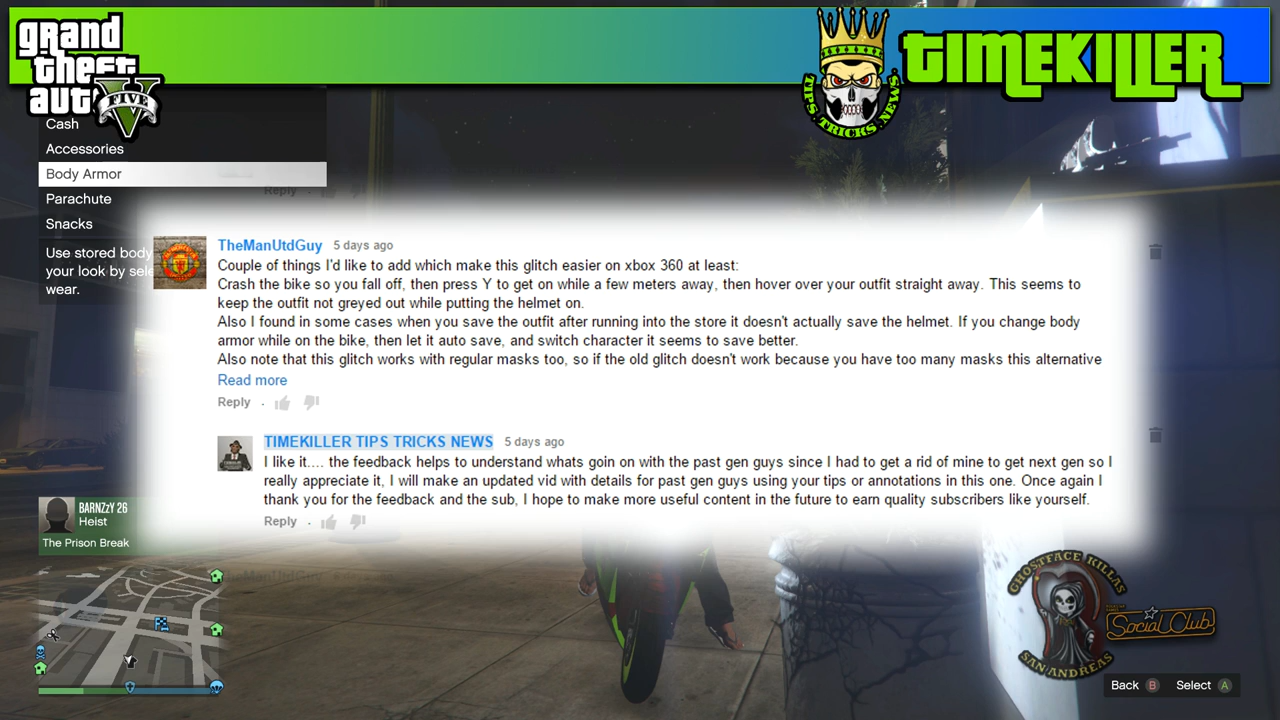 grand
theft
auto
FIVE
TIMEKILLER
TIPS.TRICKS.NEWS
Cash
Accessories
Body Armor
Reply
Parachute
Snacks
Use stored body
your look by sele
wear.
TheManUtdGuy 5 days ago
Couple of things I'd like to add which make this glitch easier on xbox 360 at least:
Crash the bike so you fall off, then press Y to get on while a few meters away, then hover over your outfit straight away. This seems to
keep the outfit not greyed out while putting the helmet on.
Also I found in some cases when you save the outfit after running into the store it doesn't actually save the helmet. If you change body
armor while on the bike, then let it auto save, and switch character it seems to save better.
Also note that this glitch works with regular masks too, so if the old glitch doesn't work because you have too many masks this alternative
Read more
Reply .
TIMEKILLER TIPS TRICKS NEWS 5 days ago
I like it.... the feedback helps to understand whats goin on with the past gen guys since I had to get a rid of mine to get next gen so I
really appreciate it, I will make an updated vid with details for past gen guys using your tips or annotations in this one. Once again I
thank you for the feedback and the sub, I hope to make more useful content in the future to earn quality subscribers like yourself.
Reply .
BARNZzY 26
Heist
The Prison Break
TheManUtdGuy
GHOSTFACE KILLAS
SAN ANDREAS
Social Club
Back B Select A